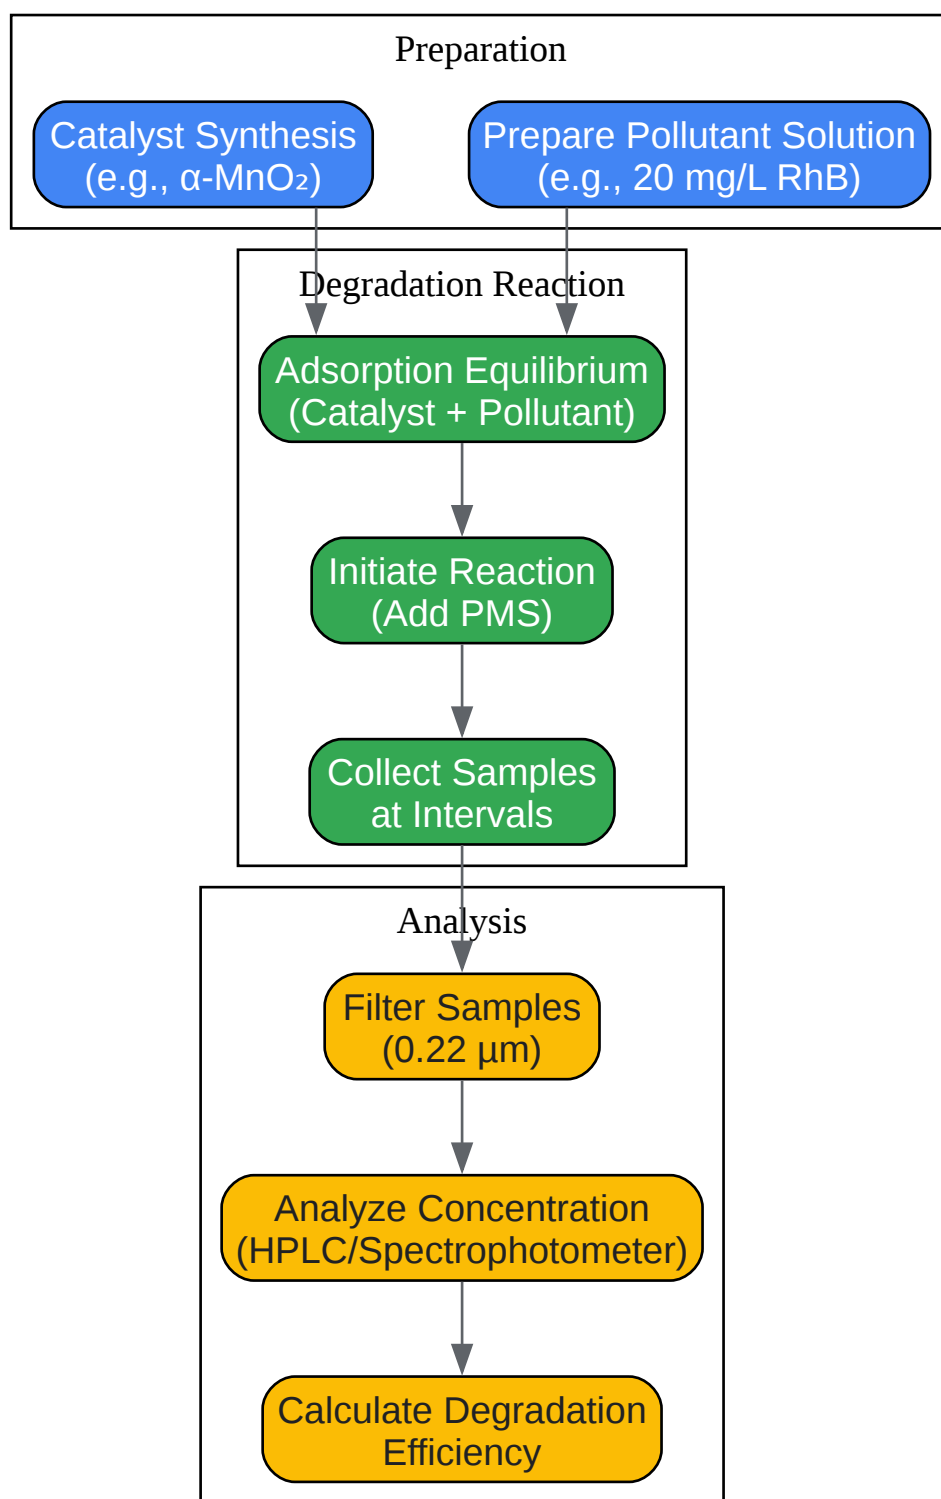 Preparation
Catalyst Synthesis
(e.g., α-MnO₂)
Prepare Pollutant Solution
(e.g., 20 mg/L RhB)
Degradation Reaction
Adsorption Equilibrium
(Catalyst + Pollutant)
Initiate Reaction
(Add PMS)
Collect Samples
at Intervals
Analysis
Filter Samples
(0.22 µm)
Analyze Concentration
(HPLC/Spectrophotometer)
Calculate Degradation
Efficiency